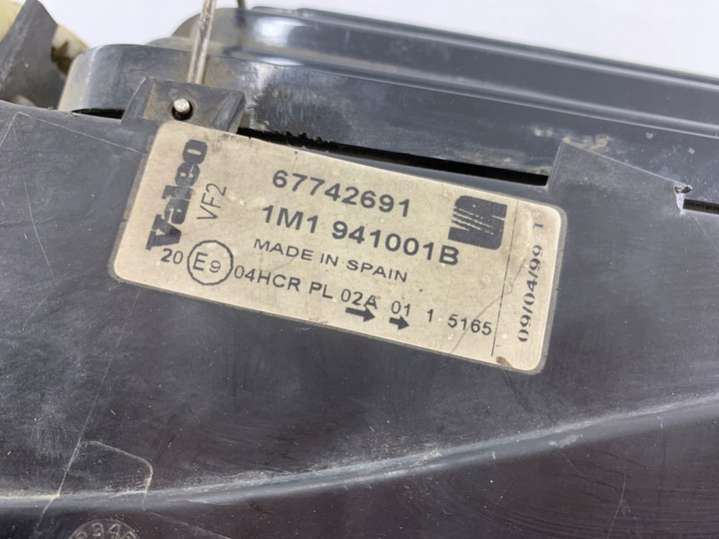 Valeo
VF2
67742691
1M1 941001B
MADE IN SPAIN
20 E9 04HCR PL 02A 01 1 5165
09/04/99 1